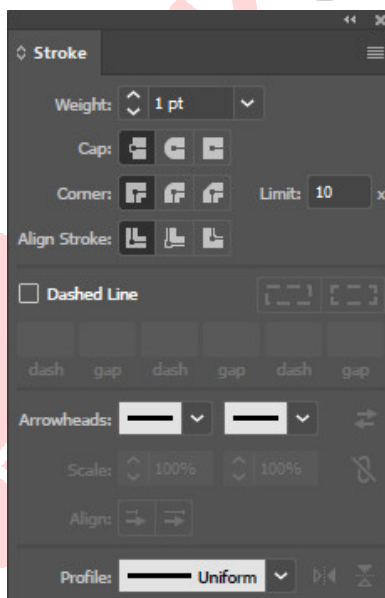 Stroke
Weight: 1 pt
Cap:
Corner: Limit: 10 x
Align Stroke:
Dashed Line
dash gap dash gap dash gap
Arrowheads:
Scale: 100% 100%
Align:
Profile: Uniform